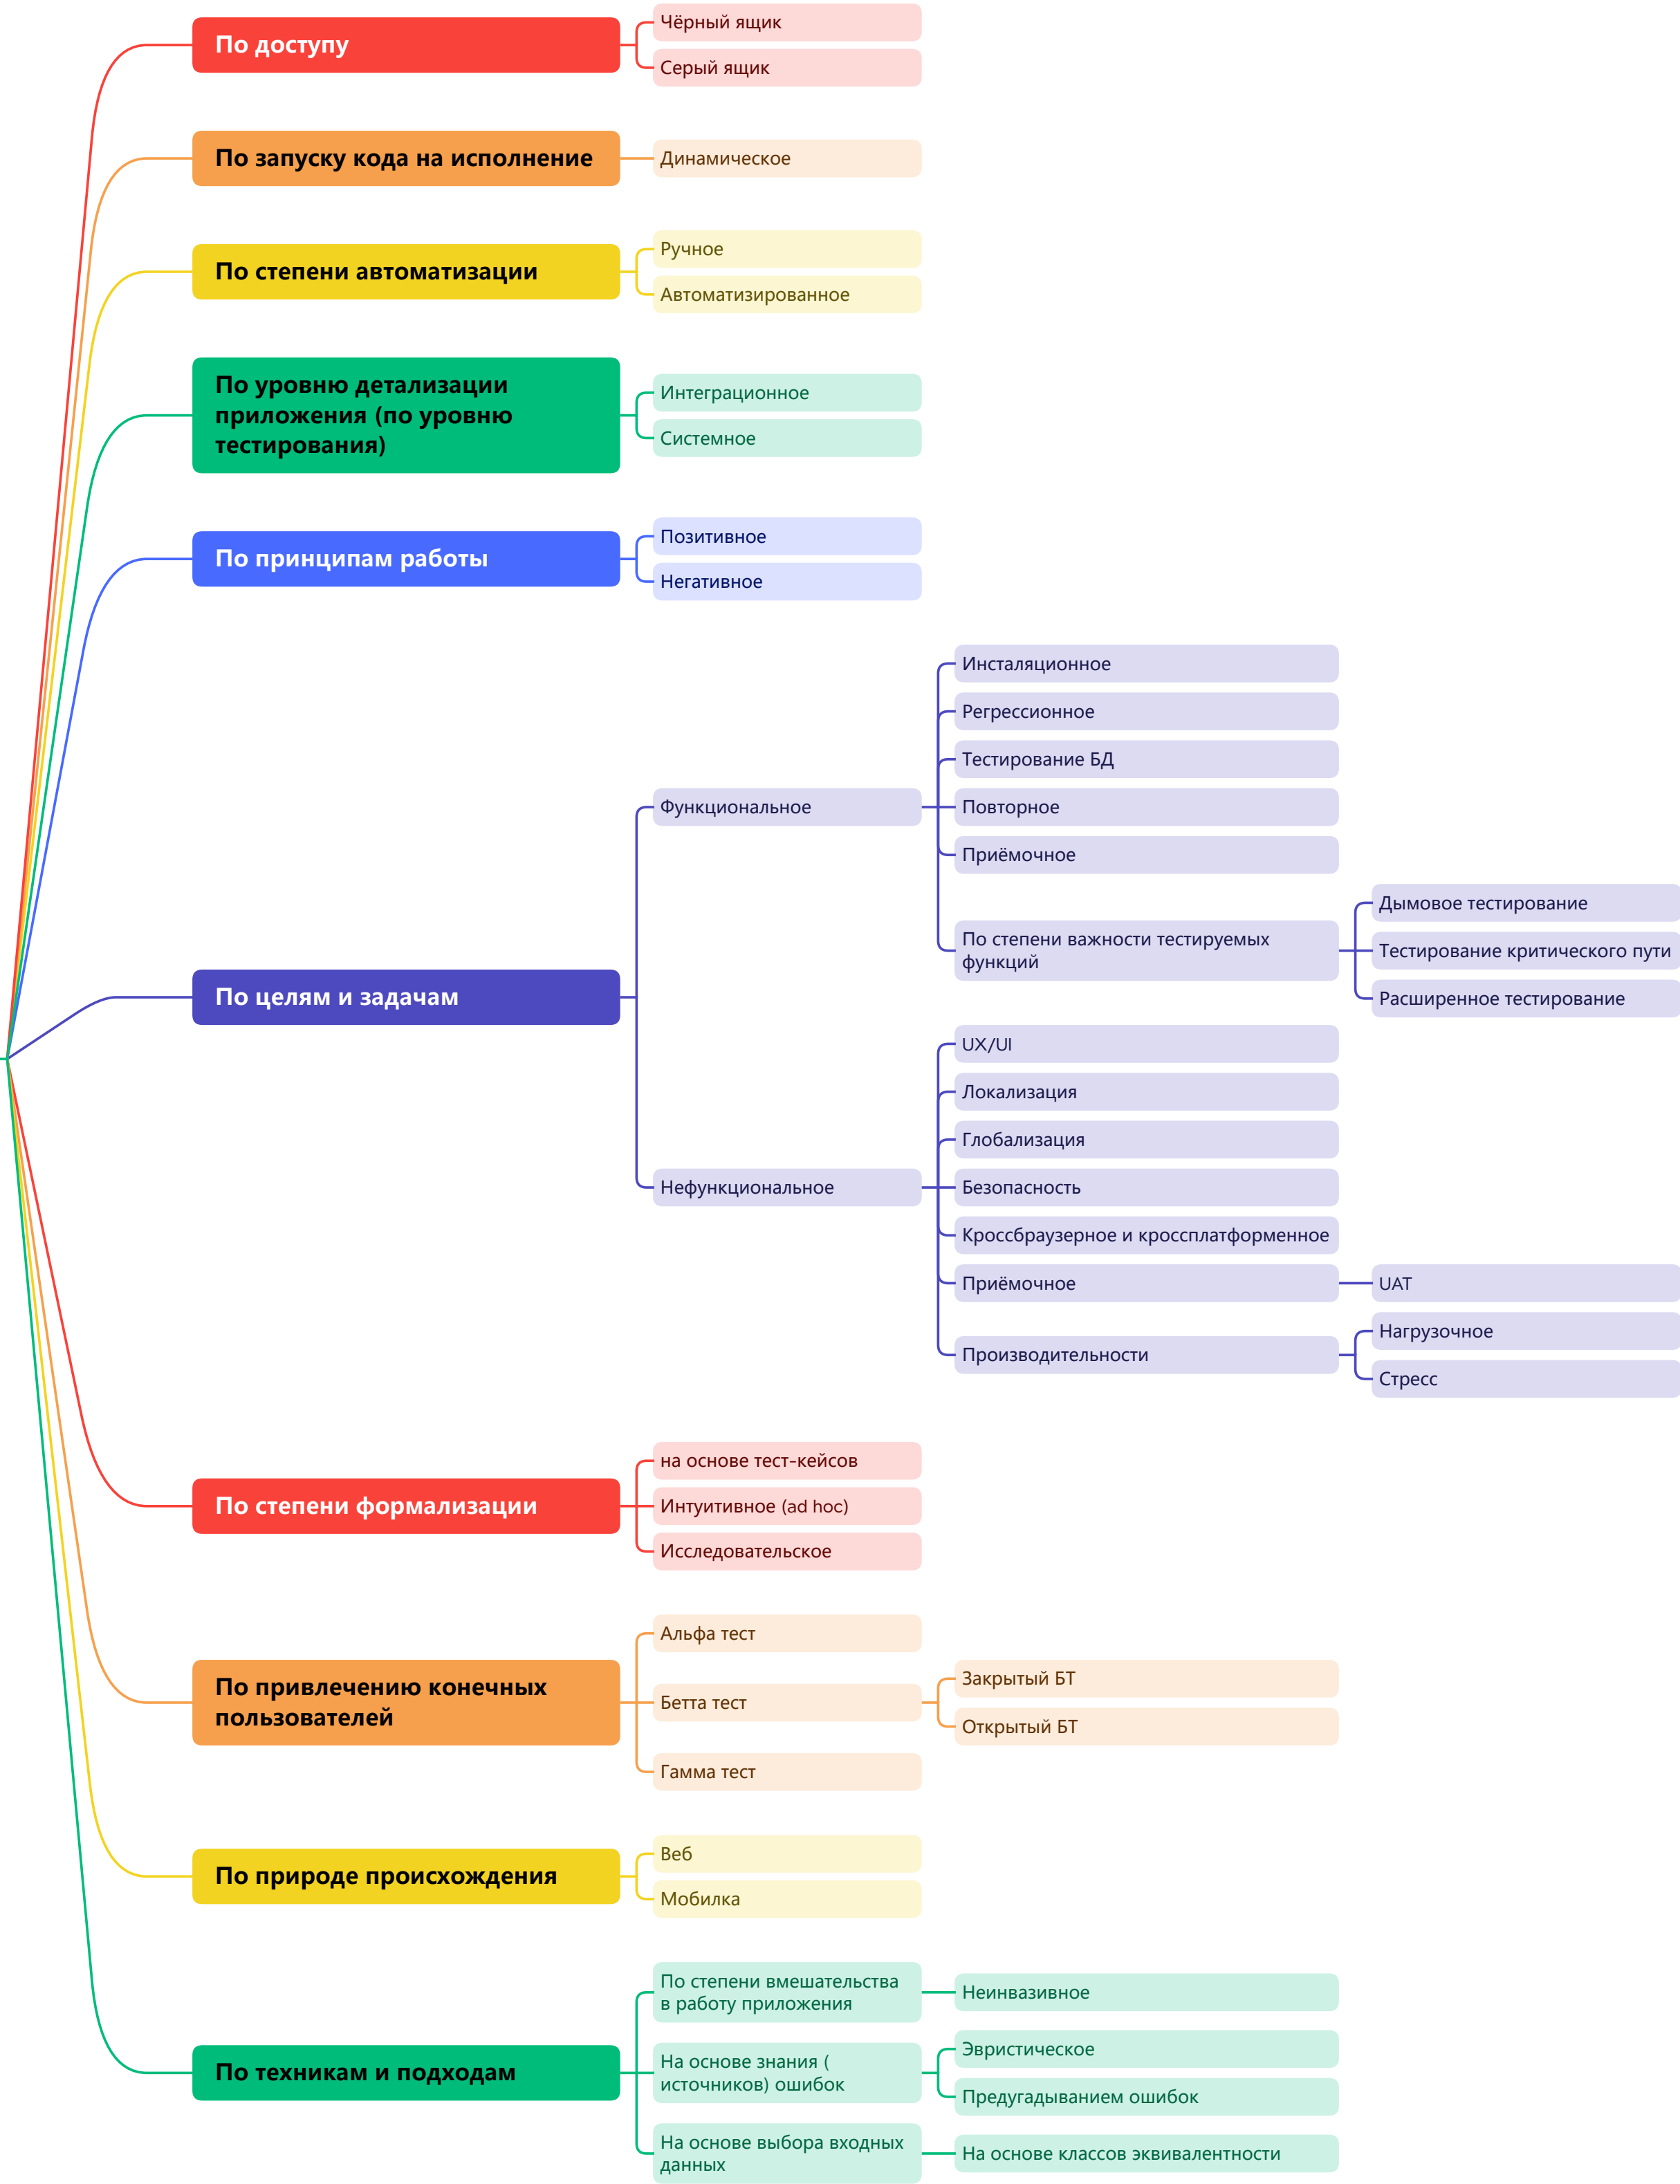 По доступу
Чёрный ящик
Серый ящик
По запуску кода на исполнение
Динамическое
По степени автоматизации
Ручное
Автоматизированное
По уровню детализации
приложения (по уровню
тестирования)
Интеграционное
Системное
По принципам работы
Позитивное
Негативное
По целям и задачам
Функциональное
Инсталяционное
Регрессионное
Тестирование БД
Повторное
Приёмочное
По степени важности тестируемых
функций
Дымовое тестирование
Тестирование критического пути
Расширенное тестирование
Нефункциональное
UX/UI
Локализация
Глобализация
Безопасность
Кроссбраузерное и кроссплатформенное
Приёмочное
UAT
Производительности
Нагрузочное
Стресс
По степени формализации
на основе тест-кейсов
Интуитивное (ad hoc)
Исследовательское
По привлечению конечных
пользователей
Альфа тест
Бетта тест
Закрытый БТ
Открытый БТ
Гамма тест
По природе происхождения
Веб
Мобилка
По техникам и подходам
По степени вмешательства
в работу приложения
Неинвазивное
На основе знания (
источников) ошибок
Эвристическое
Предугадыванием ошибок
На основе выбора входных
данных
На основе классов эквивалентности